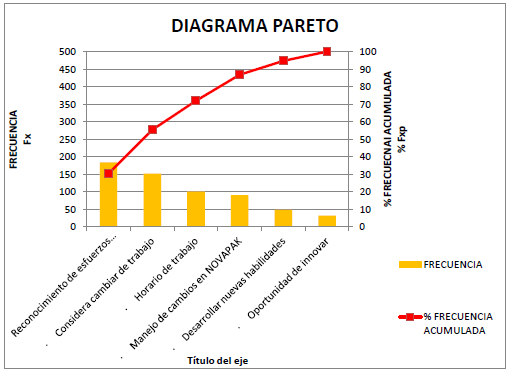 DIAGRAMA PARETO
FRECUENCIA
Fx
500
450
400
350
300
250
200
150
100
50
0
100
90
80
70
60
50
40
30
20
10
0
% FRECUECNAI ACUMULADA
% Fxp
Reconocimiento de esfuerzos...
. Considera cambiar de trabajo
. Horario de trabajo
. Manejo de cambios en NOVAPAK
. Desarrollar nuevas habilidades
. Oportunidad de innovar
Título del eje
FRECUENCIA
% FRECUENCIA
ACUMULADA